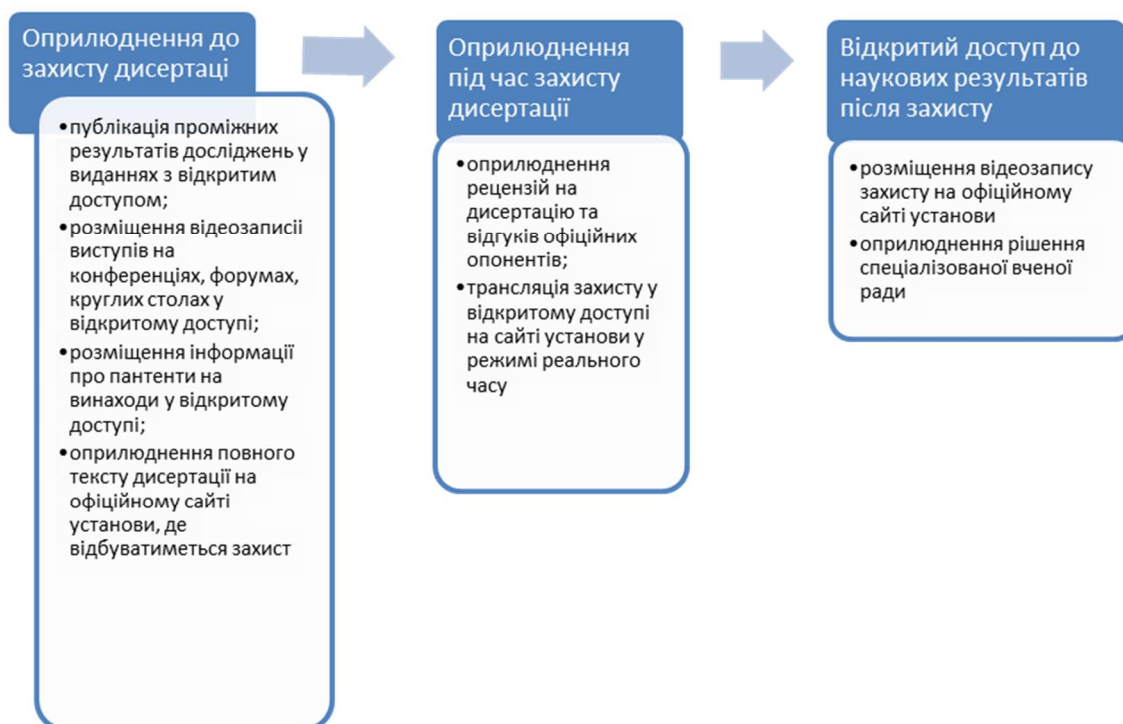 Оприлюднення до
захисту дисертаці
•публікація проміжних
результатів досліджень у
виданнях з відкритим
доступом;
•розміщення відеозаписіі
виступів на
конференціях, форумах,
круглих столах у
відкритому доступі;
•розміщення інформації
про пантенти на
винаходи у відкритому
доступі;
•оприлюднення повного
тексту дисертації на
офіційному сайті
установи, де
відбуватиметься захист
Оприлюднення
під час захисту
дисертації
•оприлюднення
рецензій на
дисертацію та
відгуків офіційних
опонентів;
•трансляція захисту у
відкритому доступі
на сайті установи у
режимі реального
часу
Відкритий доступ до
наукових результатів
після захисту
•розміщення відеозапису
захисту на офіційному
сайті установи
•оприлюднення рішення
спеціалізованої вченої
ради